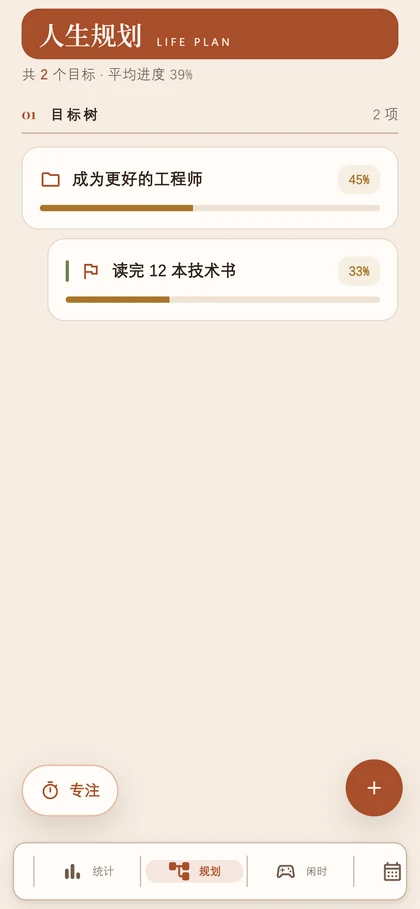 人生规划 LIFE PLAN
共 2 个目标 · 平均进度 39%
01 目标树 2 项
成为更好的工程师 45%
读完 12 本技术书 33%
专注 +
统计 规划 闲时